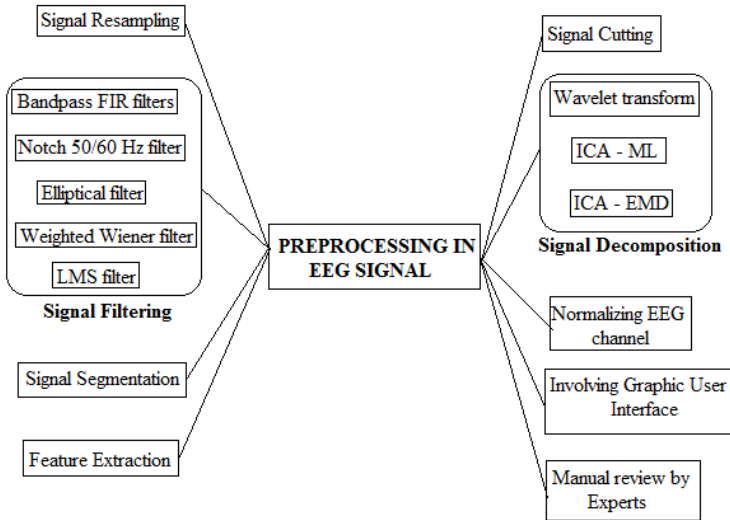 Signal Resampling
Bandpass FIR filters
Notch 50/60 Hz filter
Elliptical filter
Weighted Wiener filter
LMS filter
Signal Filtering
Signal Segmentation
Feature Extraction
PREPROCESSING IN
EEG SIGNAL
Signal Cutting
Wavelet transform
ICA - ML
ICA - EMD
Signal Decomposition
Normalizing EEG
channel
Involving Graphic User
Interface
Manual review by
Experts